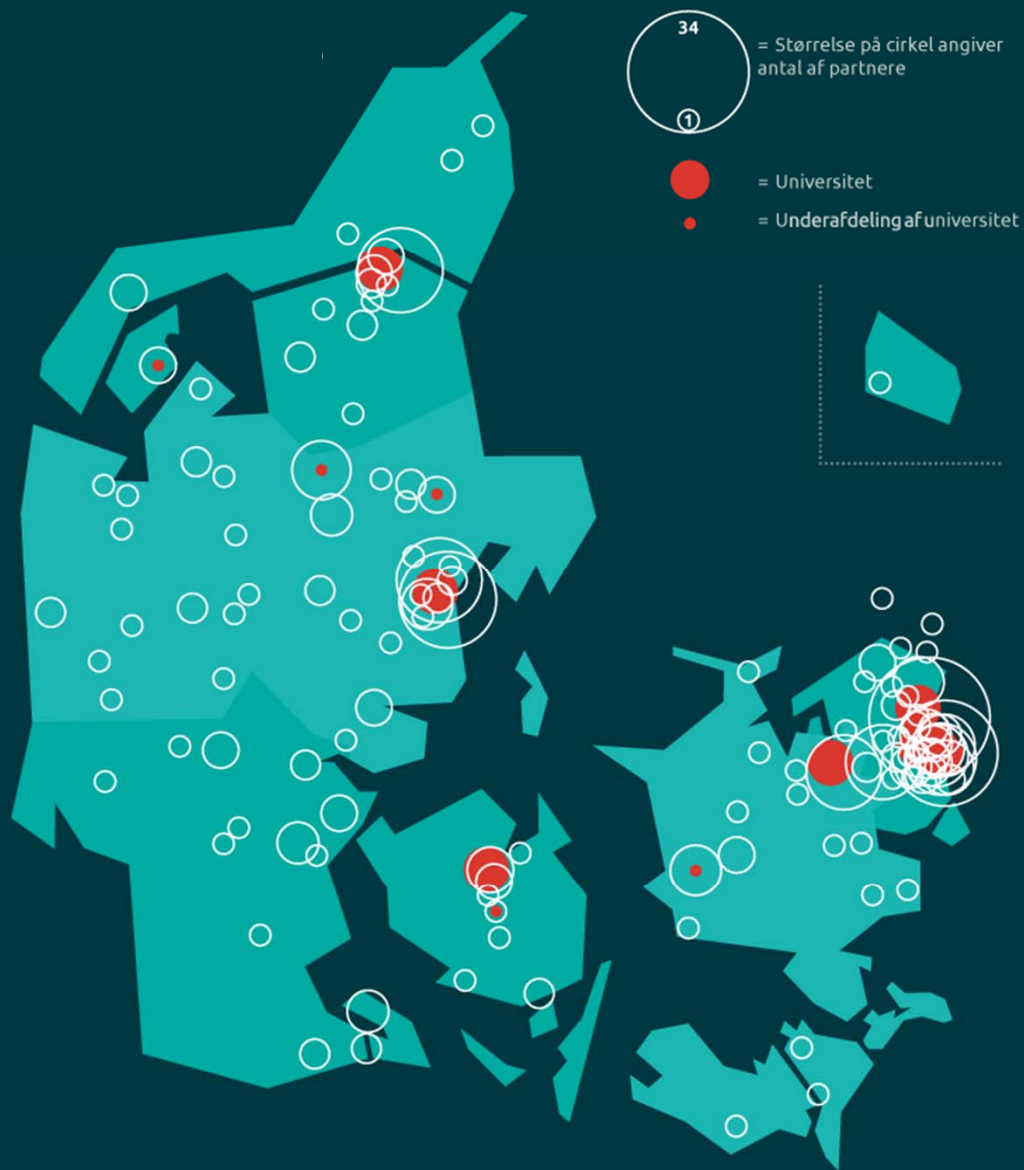 34
= Størrelse på cirkel angiver
antal af partnere
1
= Universitet
= Underafdeling af universitet